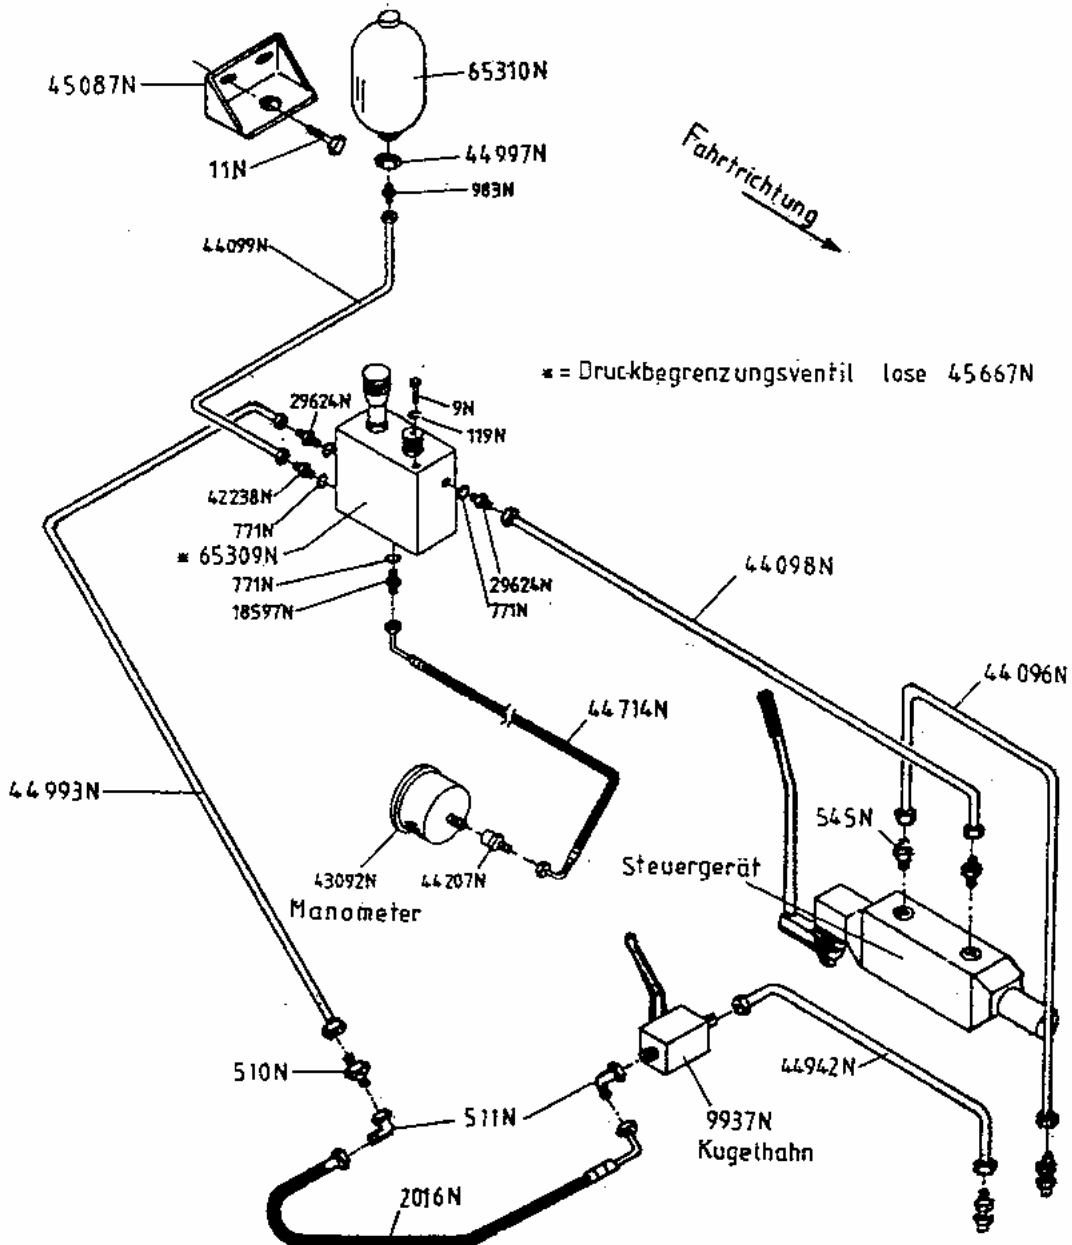 45087N
65310N
11N
44997N
983N
Fahrtrichtung
44099N
* = Druckbegrenzungsventil lose 45667N
29624N
9N
119N
42238N
771N
* 65309N
771N
18597N
29624N
771N
44098N
44096N
44714N
44993N
545N
43092N
Manometer
44207N
Steuergerät
510N
511N
9937N
Kugelhahn
44942N
2016N